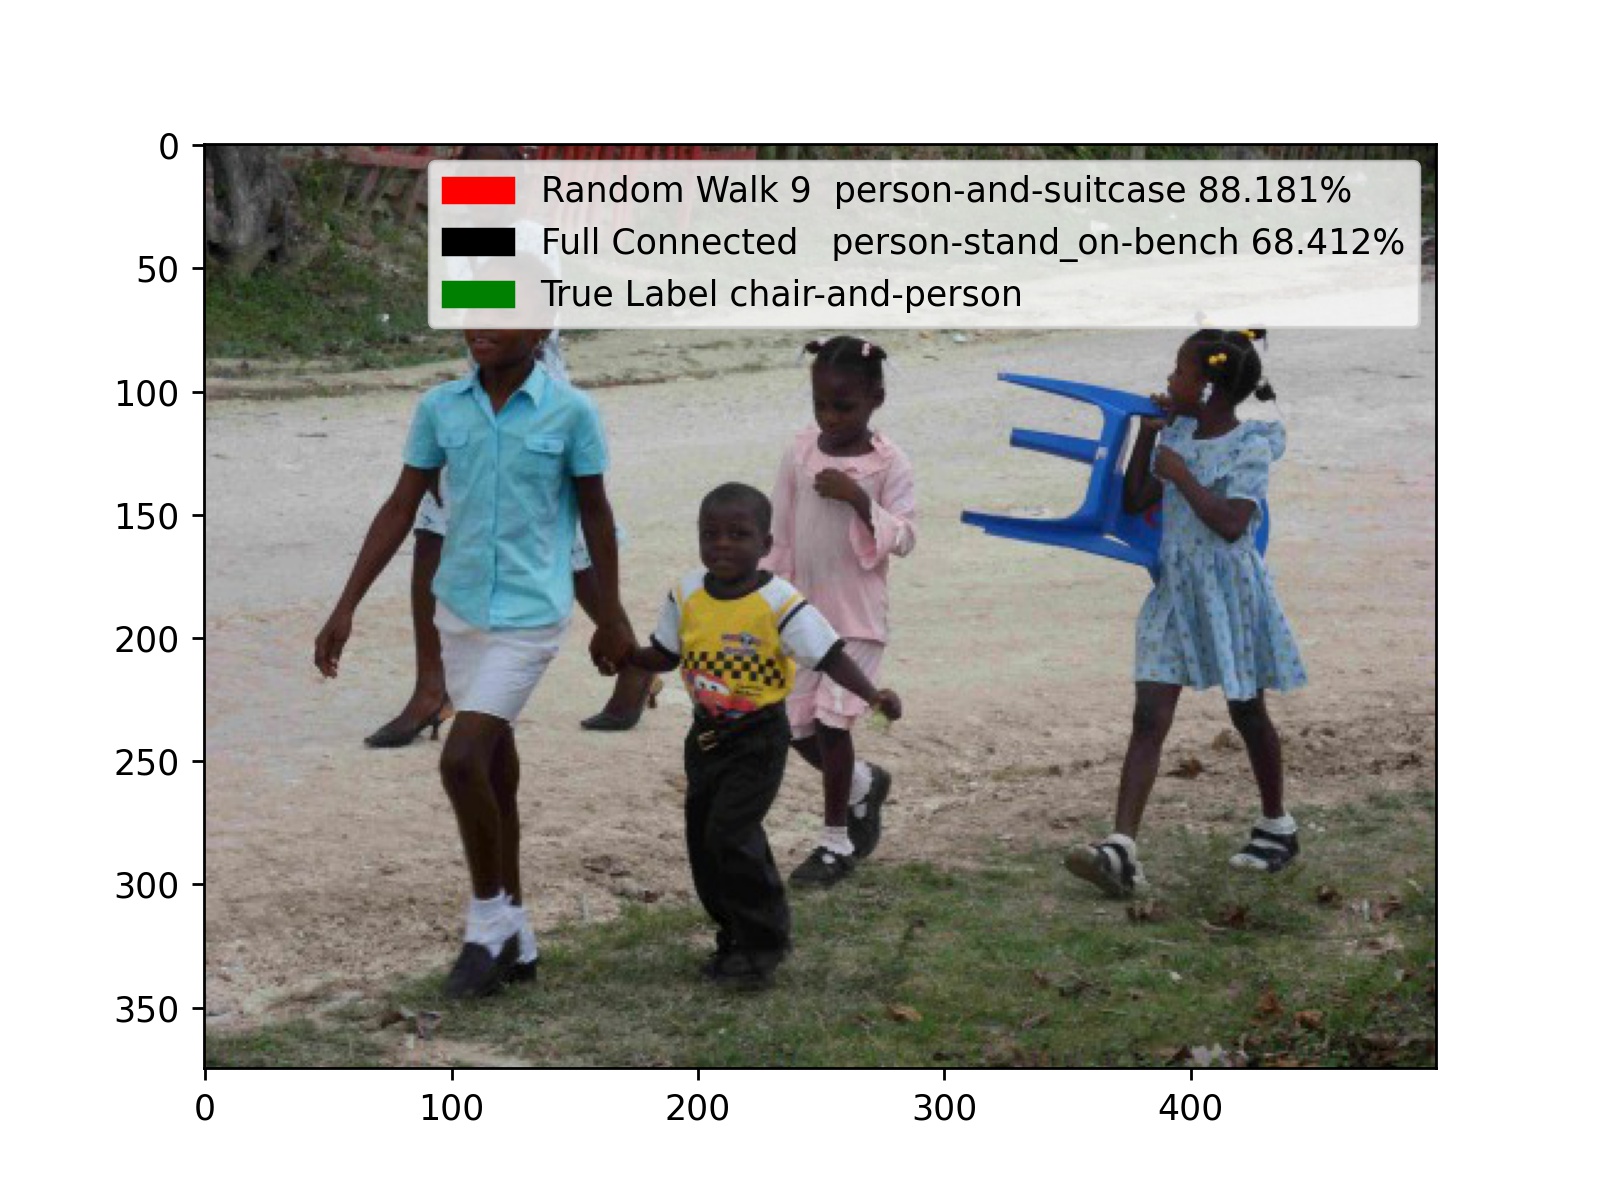 Random Walk 9  person-and-suitcase 88.181%
Full Connected   person-stand_on-bench 68.412%
True Label chair-and-person
0
50
100
150
200
250
300
350
0 100 200 300 400